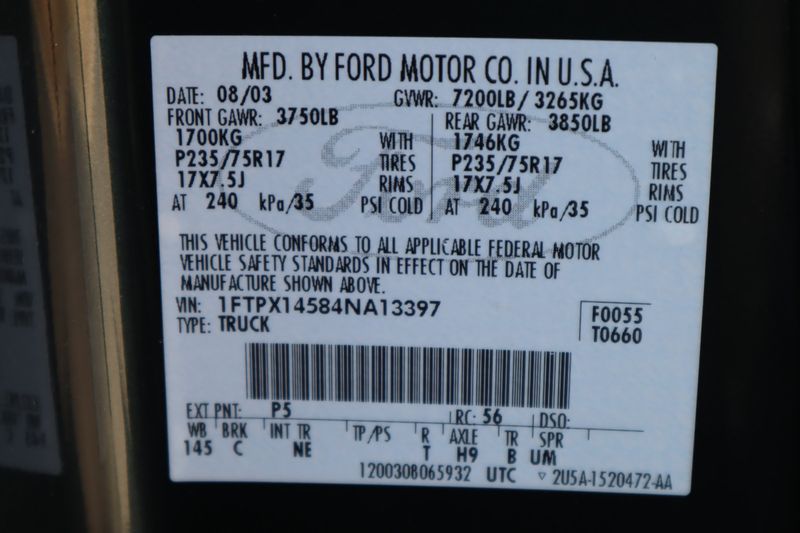 MFD. BY FORD MOTOR CO. IN U.S.A.
DATE: 08/03 GVWR: 7200LB/ 3265KG
FRONT GAWR: 3750LB REAR GAWR: 3850LB
1700KG WITH 1746KG WITH
P235/75R17 TIRES P235/75R17 TIRES
17X7.5J RIMS 17X7.5J RIMS
AT 240 kPa/35 PSI COLD AT 240 kPa/35 PSI COLD
Ford
THIS VEHICLE CONFORMS TO ALL APPLICABLE FEDERAL MOTOR
VEHICLE SAFETY STANDARDS IN EFFECT ON THE DATE OF
MANUFACTURE SHOWN ABOVE.
VIN: 1FTPX14584NA13397 F0055
TYPE: TRUCK T0660
EXT PNT: P5 RC: 56 DSO:
WB BRK INT TR TP/PS R AXLE TR SPR
145 C NE T H9 B UM
1200308065932 UTC ▽ 2U5A-1520472-AA